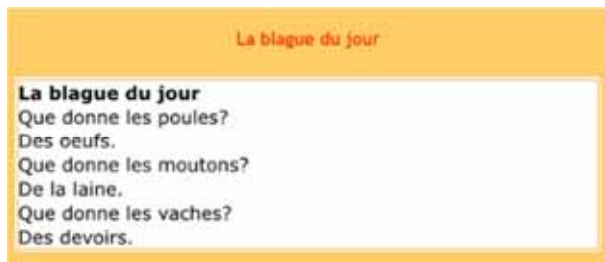 La blague du jour
La blague du jour
Que donne les poules?
Des oeufs.
Que donne les moutons?
De la laine.
Que donne les vaches?
Des devoirs.